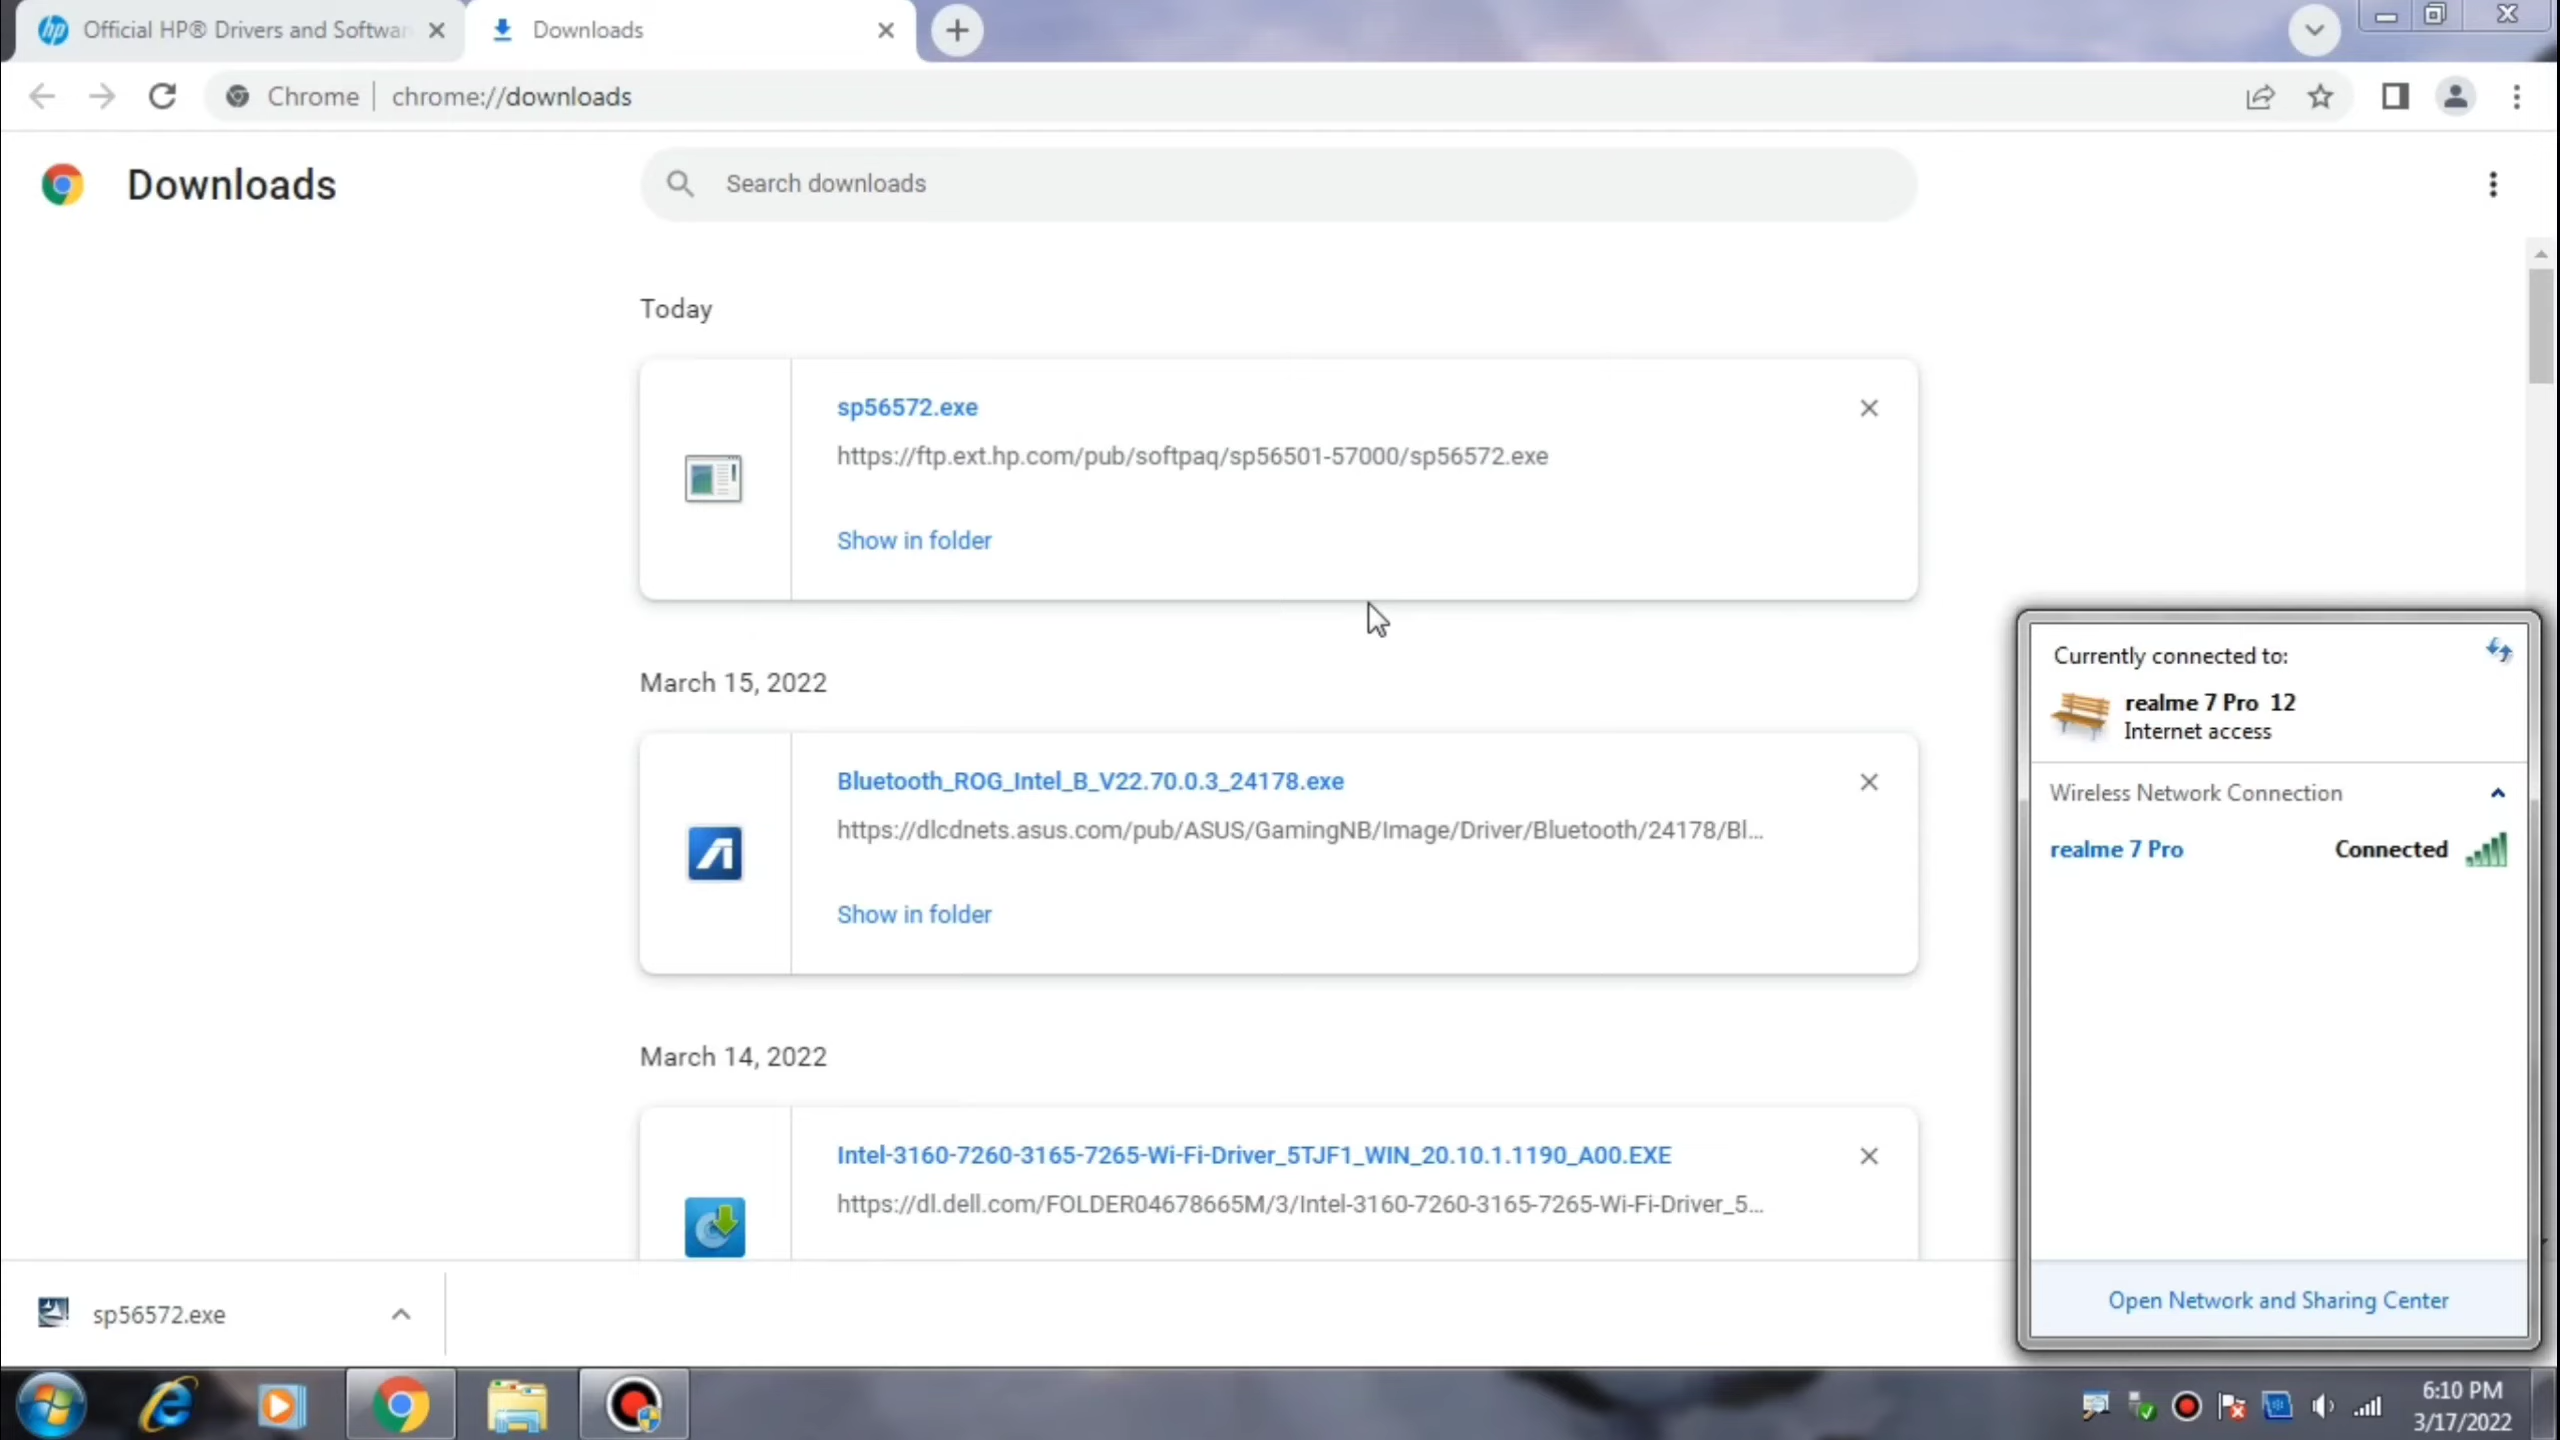 hp Official HP® Drivers and Softwar
Downloads
Chrome chrome://downloads
Downloads
Search downloads
Today
sp56572.exe
https://ftp.ext.hp.com/pub/softpaq/sp56501-57000/sp56572.exe
Show in folder
March 15, 2022
Bluetooth_ROG_Intel_B_V22.70.0.3_24178.exe
https://dlcdnets.asus.com/pub/ASUS/GamingNB/Image/Driver/Bluetooth/24178/Bl...
Show in folder
March 14, 2022
Intel-3160-7260-3165-7265-Wi-Fi-Driver_5TJF1_WIN_20.10.1.1190_A00.EXE
https://dl.dell.com/FOLDER04678665M/3/Intel-3160-7260-3165-7265-Wi-Fi-Driver_5...
Currently connected to:
realme 7 Pro 12
Internet access
Wireless Network Connection
realme 7 Pro Connected
Open Network and Sharing Center
sp56572.exe
6:10 PM
3/17/2022